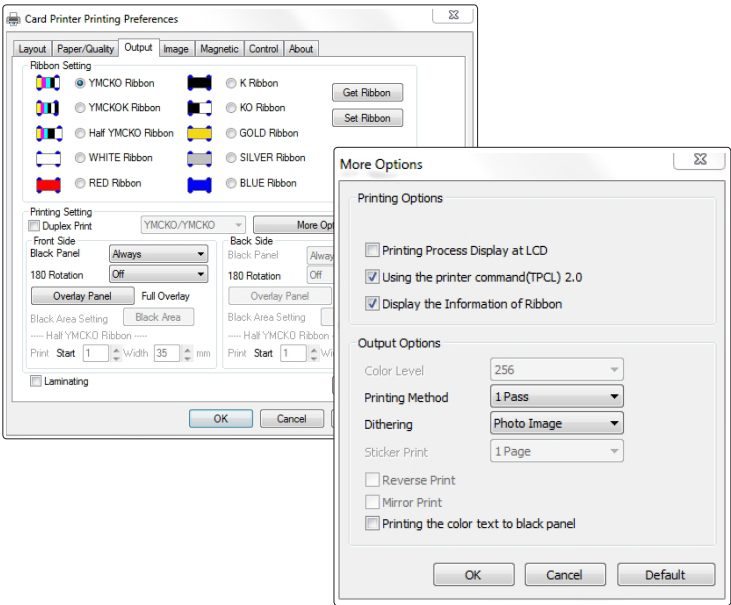 Card Printer Printing Preferences
Layout Paper/Quality Output Image Magnetic Control About
Ribbon Setting
YMCKO Ribbon K Ribbon Get Ribbon
YMCKOK Ribbon KO Ribbon Set Ribbon
Half YMCKO Ribbon GOLD Ribbon
WHITE Ribbon SILVER Ribbon
RED Ribbon BLUE Ribbon
Printing Setting
Duplex Print YMCKO/YMCKO More Opt
Front Side
Black Panel Always
180 Rotation Off
Overlay Panel Full Overlay
Black Area Setting Black Area
----- Half YMCKO Ribbon -----
Print Start 1 Width 35 mm
Back Side
Black Panel Alway
180 Rotation Off
Overlay Panel
Black Area Setting
----- Half YMCKO Ribbon -
Print Start 1 Wi
Laminating
OK Cancel
More Options
Printing Options
Printing Process Display at LCD
Using the printer command(TPCL) 2.0
Display the Information of Ribbon
Output Options
Color Level 256
Printing Method 1 Pass
Dithering Photo Image
Sticker Print 1 Page
Reverse Print
Mirror Print
Printing the color text to black panel
OK Cancel Default